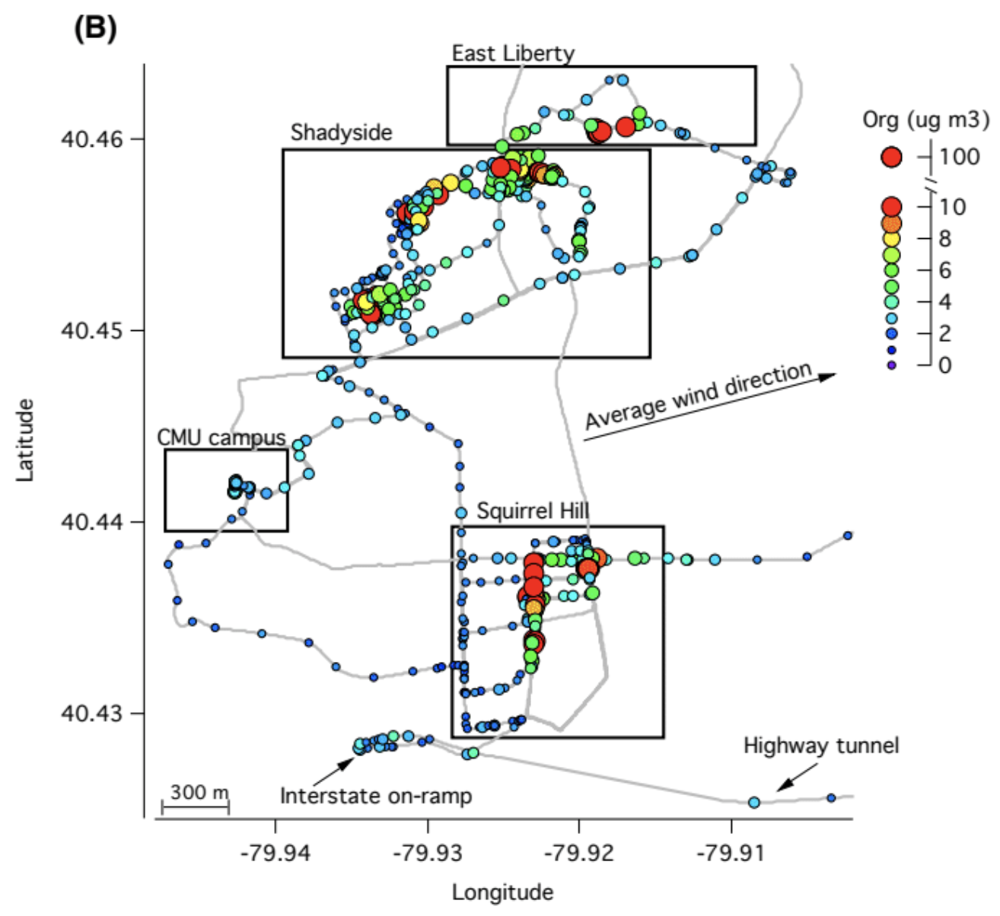 (B)
East Liberty
Shadyside
Org (ug m3)
100
10
8
6
4
2
0
40.46
40.45
40.44
40.43
Latitude
Average wind direction
CMU campus
Squirrel Hill
Highway tunnel
Interstate on-ramp
300 m
-79.94
-79.93
-79.92
-79.91
Longitude